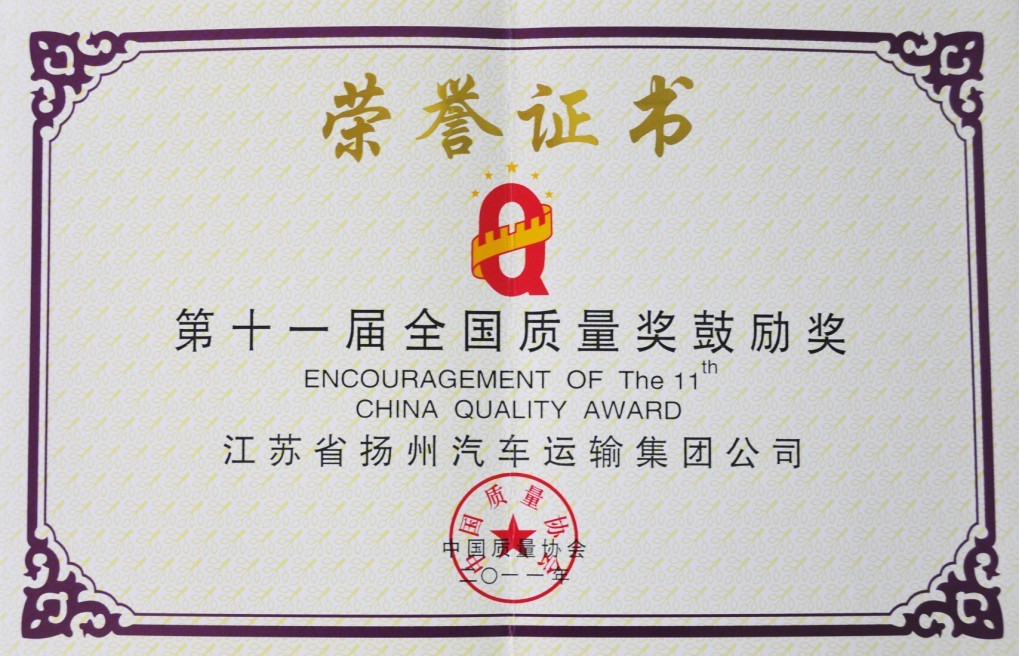 荣誉证书
第十一届全国质量奖鼓励奖
ENCOURAGEMENT OF The 11th
CHINA QUALITY AWARD
江苏省扬州汽车运输集团公司
中国质量协会
中国质量协会
二〇一一年